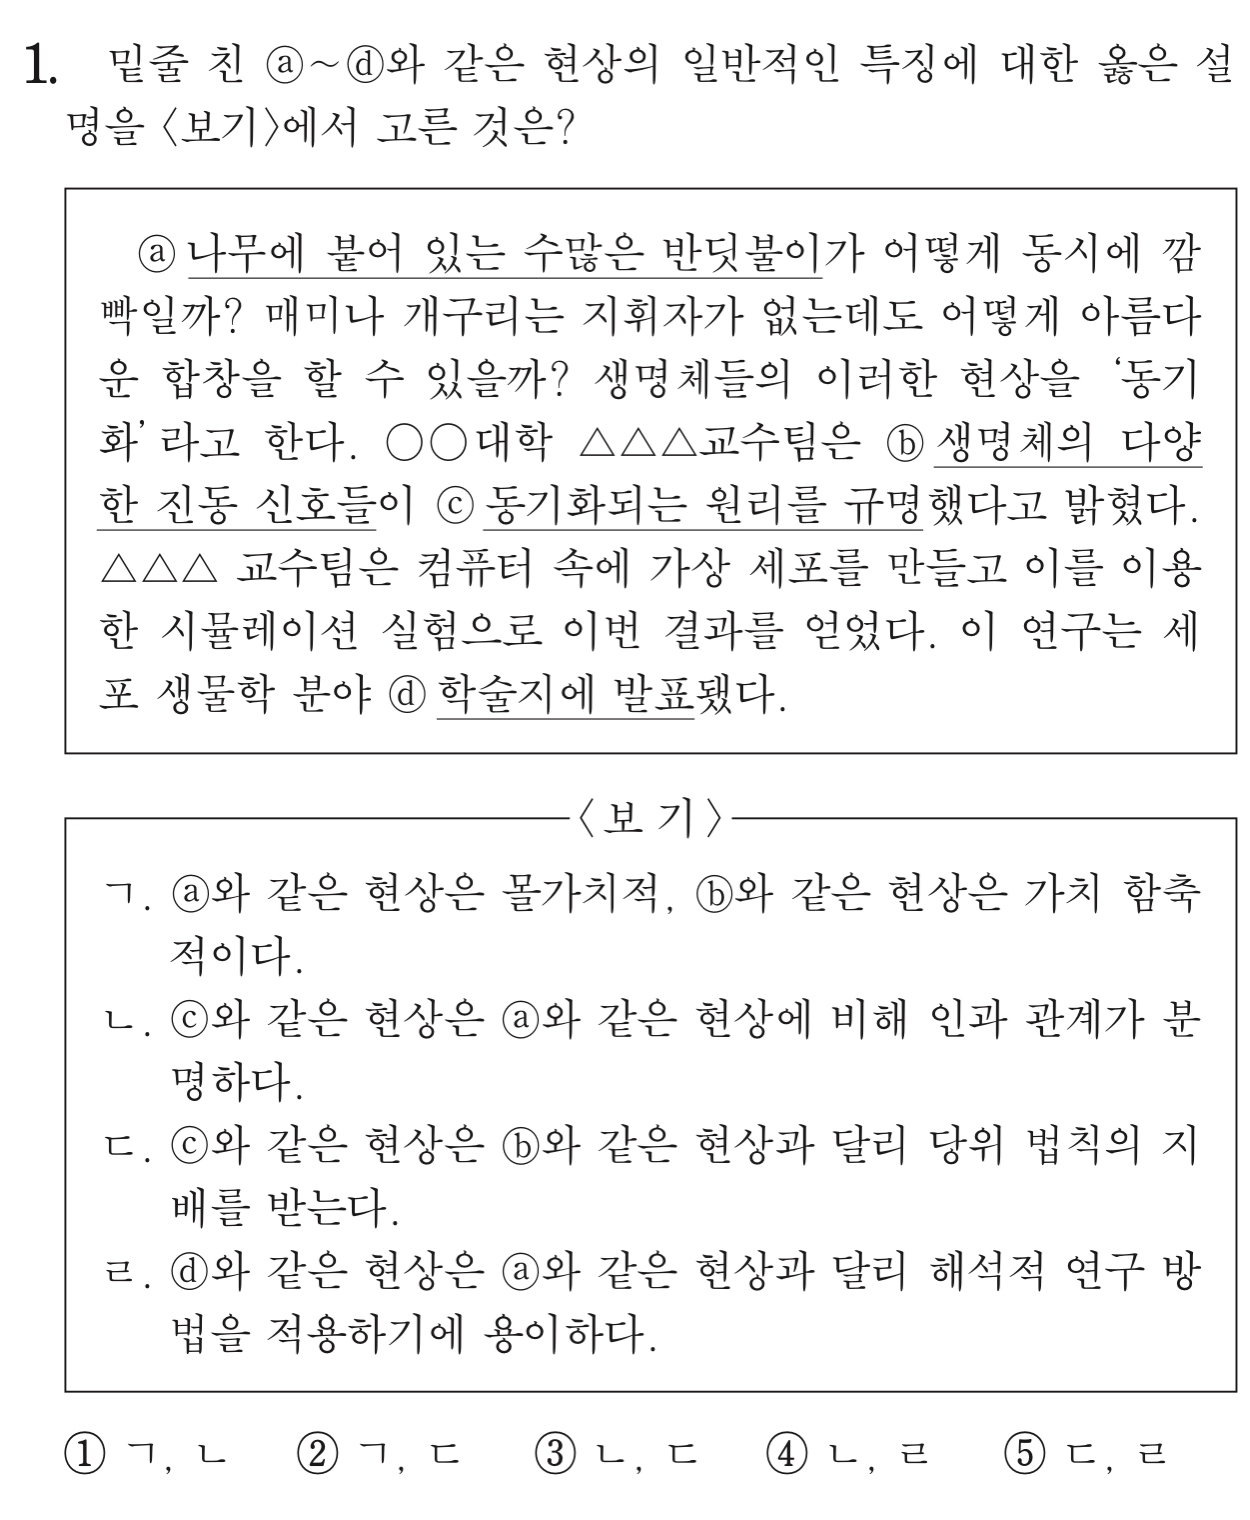 1. 밑줄 친 ⓐ~ⓓ와 같은 현상의 일반적인 특징에 대한 옳은 설
명을 〈보기〉에서 고른 것은?
ⓐ나무에 붙어 있는 수많은 반딧불이가 어떻게 동시에 깜
빡일까? 매미나 개구리는 지휘자가 없는데도 어떻게 아름다
운 합창을 할 수 있을까? 생명체들의 이러한 현상을 ‘동기
화’라고 한다. ○○대학 △△△교수팀은 ⓑ생명체의 다양
한 진동 신호들이 ⓒ동기화되는 원리를 규명했다고 밝혔다.
△△△ 교수팀은 컴퓨터 속에 가상 세포를 만들고 이를 이용
한 시뮬레이션 실험으로 이번 결과를 얻었다. 이 연구는 세
포 생물학 분야 ⓓ학술지에 발표됐다.
〈보 기〉
ㄱ. ⓐ와 같은 현상은 몰가치적, ⓑ와 같은 현상은 가치 함축
적이다.
ㄴ. ⓒ와 같은 현상은 ⓐ와 같은 현상에 비해 인과 관계가 분
명하다.
ㄷ. ⓒ와 같은 현상은 ⓑ와 같은 현상과 달리 당위 법칙의 지
배를 받는다.
ㄹ. ⓓ와 같은 현상은 ⓐ와 같은 현상과 달리 해석적 연구 방
법을 적용하기에 용이하다.
① ㄱ, ㄴ ② ㄱ, ㄷ ③ ㄴ, ㄷ ④ ㄴ, ㄹ ⑤ ㄷ, ㄹ